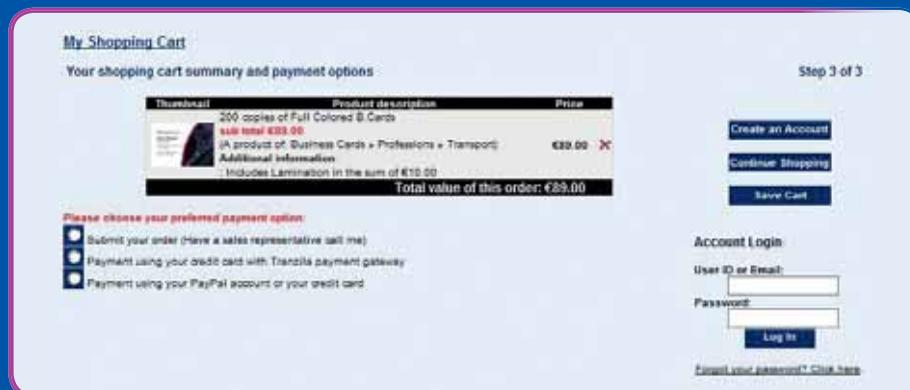 My Shopping Cart
Your shopping cart summary and payment options
Step 3 of 3
Thumbnail Product description Price
200 copies of Full Colored B.Cards
sub total €89.00
(A product of: Business Cards » Professions » Transport)
€89.00 X
Additional information
: Includes Lamination in the sum of €10.00
Total value of this order: €89.00
Please choose your preferred payment option:
Submit your order (Have a sales representative call me)
Payment using your credit card with Tranzila payment gateway
Payment using your PayPal account or your credit card
Create an Account
Continue Shopping
Save Cart
Account Login
User ID or Email:
Password:
Log In
Forgot your password? Click here